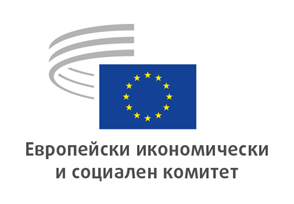 Европейски икономически
и социален комитет